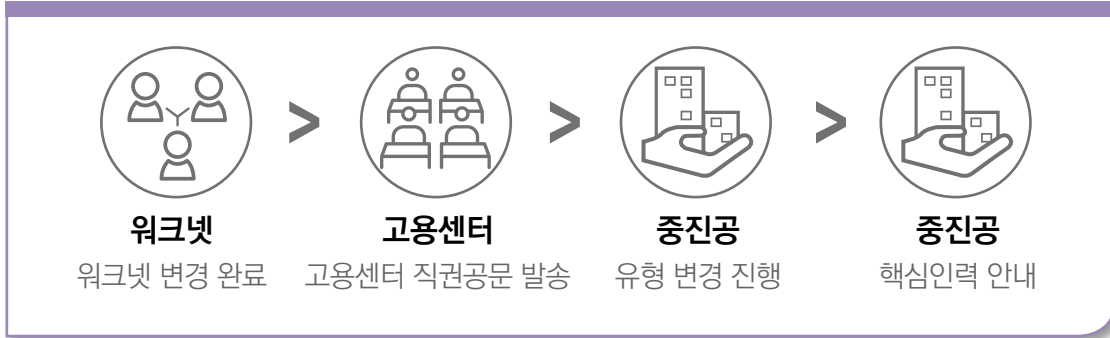 워크넷 > 고용센터 > 중진공 > 중진공
워크넷 변경 완료 고용센터 직권공문 발송 유형 변경 진행 핵심인력 안내